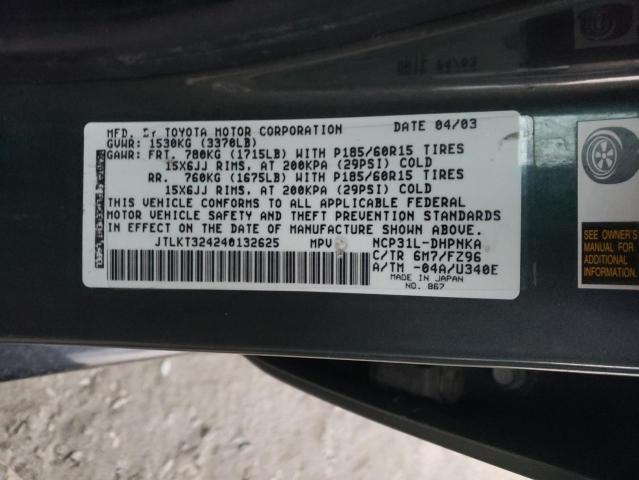 MFD. BY TOYOTA MOTOR CORPORATION DATE 04/03
GVWR: 1530KG (3370LB)
GAWR: FRT. 780KG (1715LB) WITH P185/60R15 TIRES
15X6JJ RIMS, AT 200KPA (29PSI) COLD
RR. 760KG (1675LB) WITH P185/60R15 TIRES
15X6JJ RIMS, AT 200KPA (29PSI) COLD
THIS VEHICLE CONFORMS TO ALL APPLICABLE FEDERAL
MOTOR VEHICLE SAFETY AND THEFT PREVENTION STANDARDS
IN EFFECT ON THE DATE OF MANUFACTURE SHOWN ABOVE.
JTLKT324240132625 MPV NCP31L-DHPNKA
C/TR 6M7/FZ96
A/TM -04A/U340E
MADE IN JAPAN
NO. 867
SEE OWNER'S
MANUAL FOR
ADDITIONAL
INFORMATION